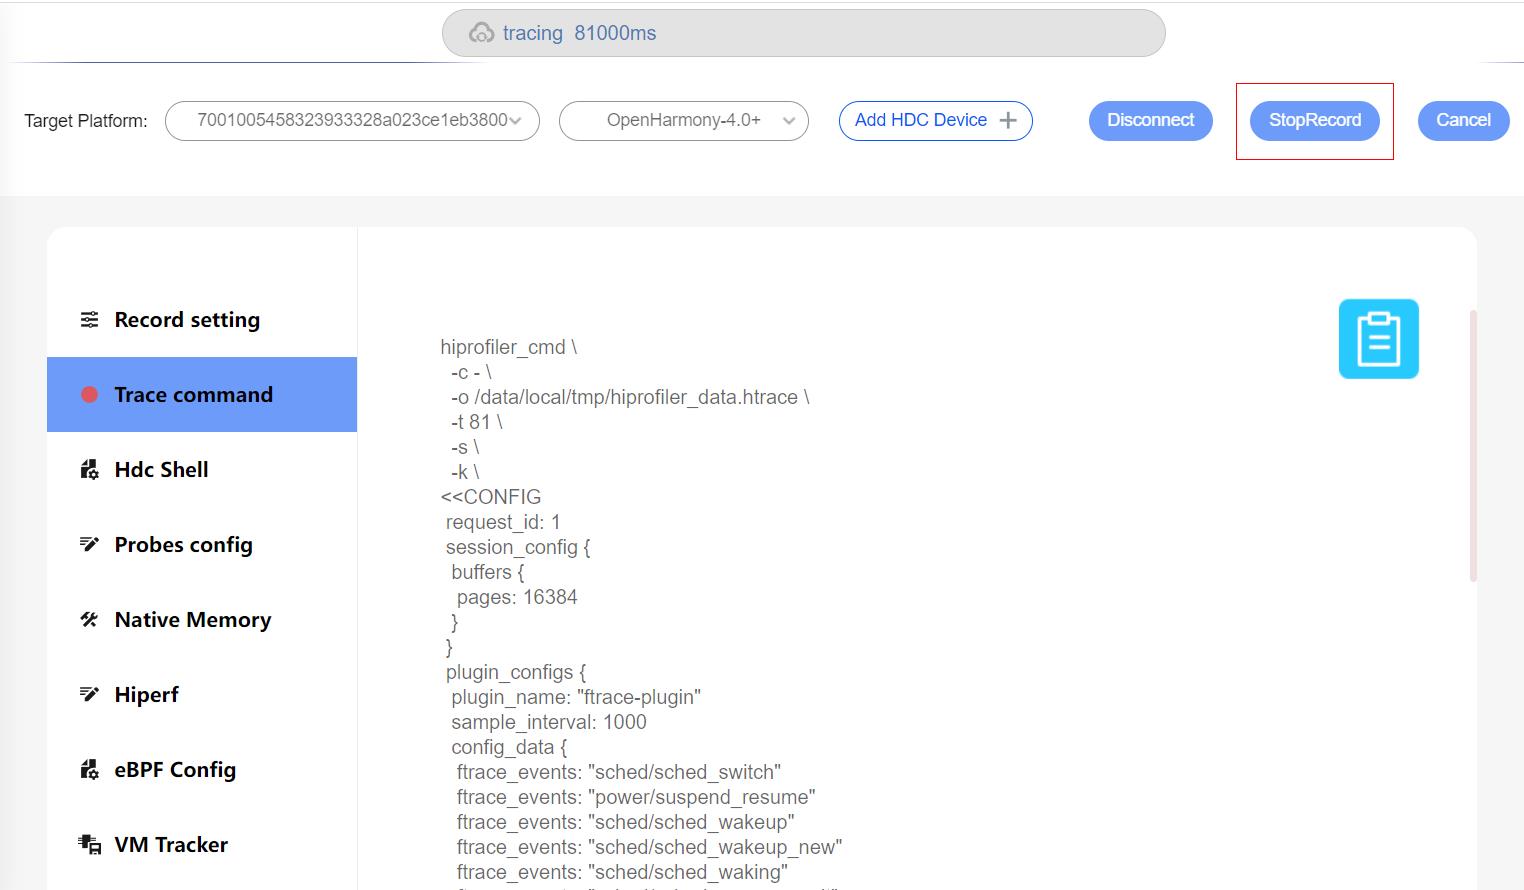 tracing 81000ms
Target Platform: 7001005458323933328a023ce1eb3800 OpenHarmony-4.0+ Add HDC Device Disconnect StopRecord Cancel
Record setting
Trace command
Hdc Shell
Probes config
Native Memory
Hiperf
eBPF Config
VM Tracker
hiprofiler_cmd \
-c - \
-o /data/local/tmp/hiprofiler_data.htrace \
-t 81 \
-s \
-k \
<<CONFIG
request_id: 1
session_config {
buffers {
pages: 16384
}
}
plugin_configs {
plugin_name: "ftrace-plugin"
sample_interval: 1000
config_data {
ftrace_events: "sched/sched_switch"
ftrace_events: "power/suspend_resume"
ftrace_events: "sched/sched_wakeup"
ftrace_events: "sched/sched_wakeup_new"
ftrace_events: "sched/sched_waking"